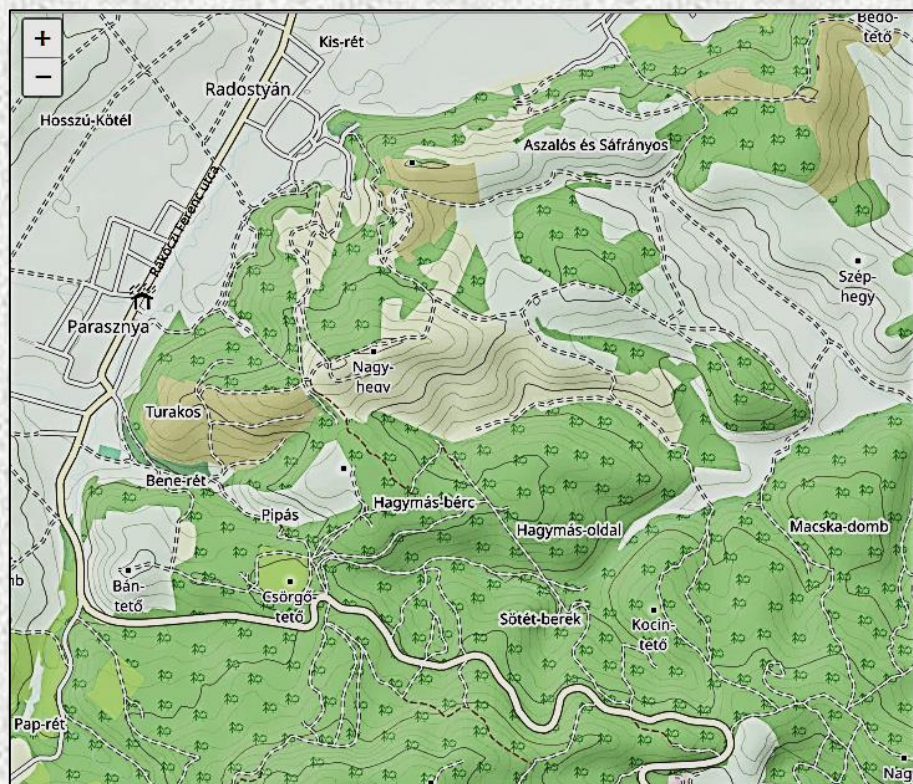 +
−
Kis-rét
Bedő-
tető
Radostyán
Hosszú-Kötél
Aszalós és Sáfrányos
Rákóczi Ferenc utca
Szép-
hegy
Parasznya
Nagy-
hegy
Turakos
Bene-rét
Hagymás-bérc
Pipás
Hagymás-oldal
Macska-domb
Bán-
tető
Csörgő-
tető
Sötét-berek
Kocin-
tető
Pap-rét
Nag